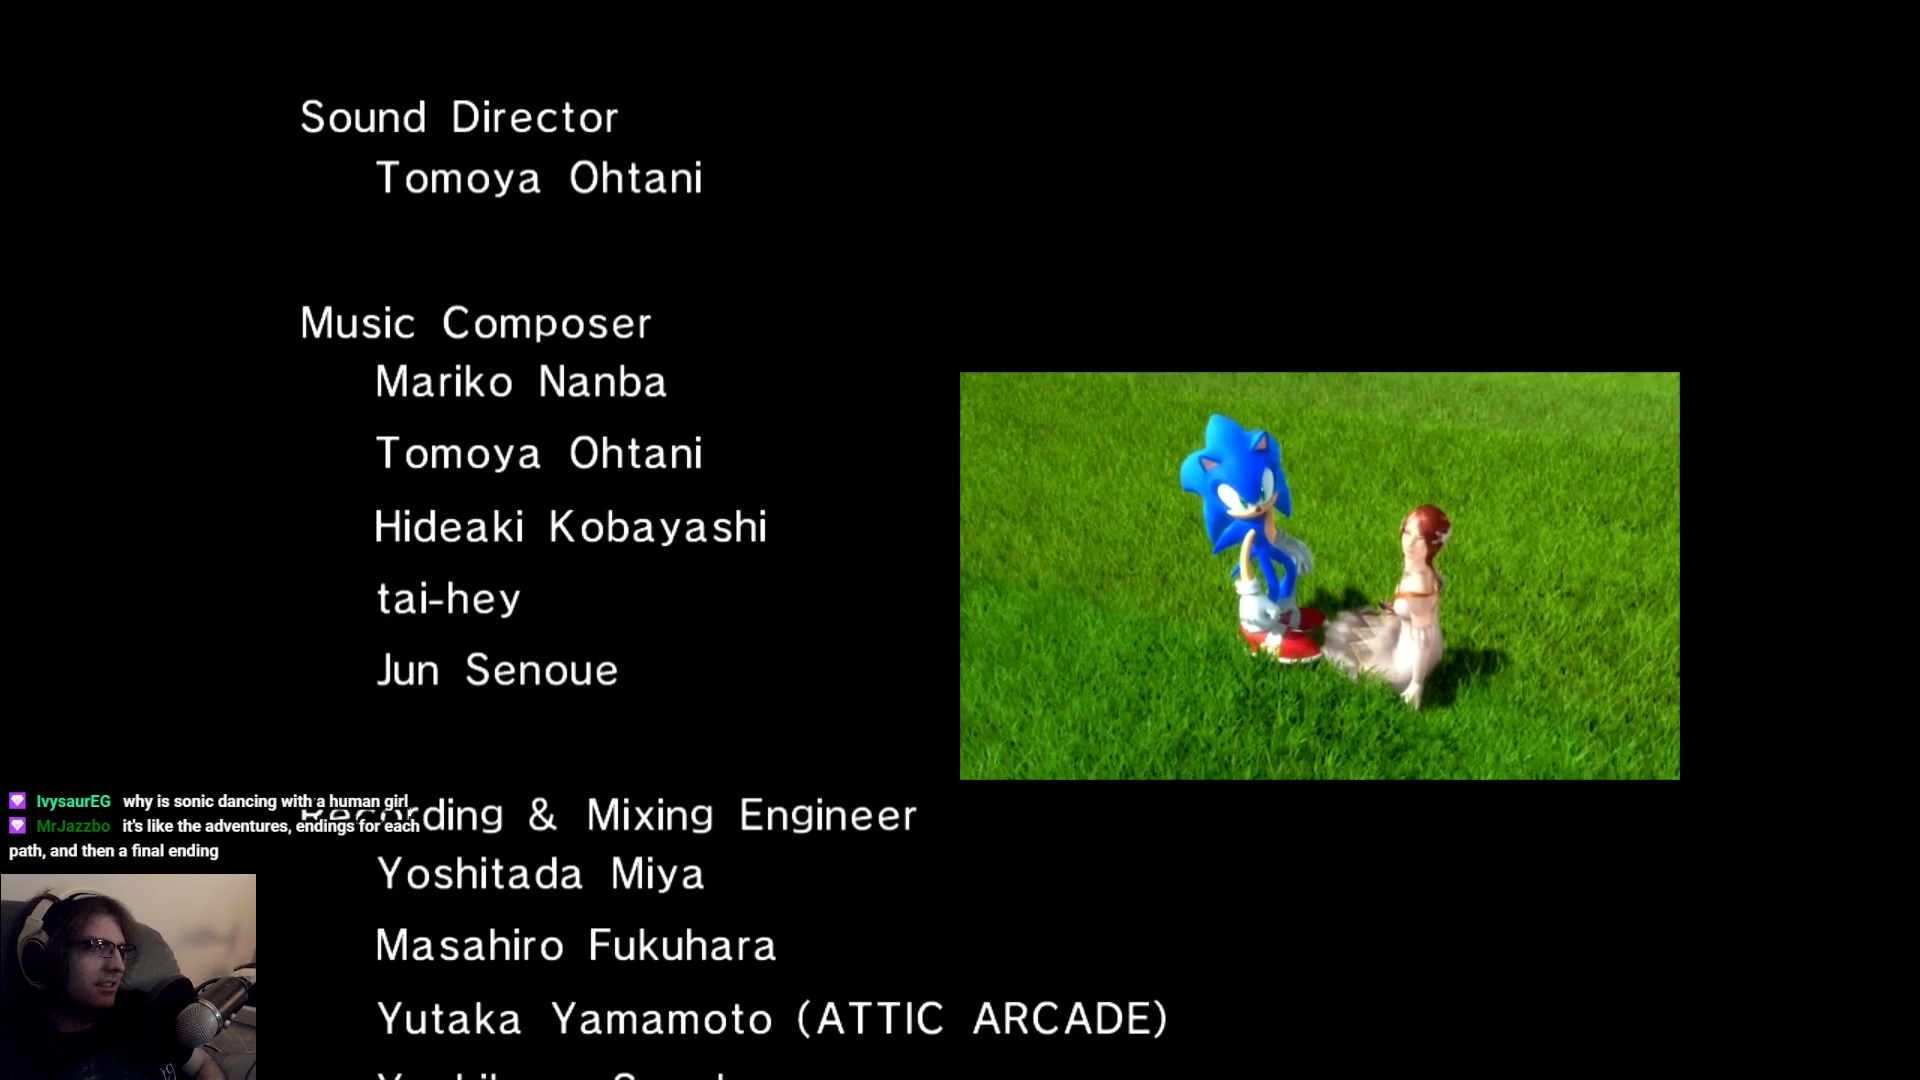 Sound Director
Tomoya Ohtani
Music Composer
Mariko Nanba
Tomoya Ohtani
Hideaki Kobayashi
tai-hey
Jun Senoue
Recording & Mixing Engineer
Yoshitada Miya
Masahiro Fukuhara
Yutaka Yamamoto (ATTIC ARCADE)
IvysaurEG why is sonic dancing with a human girl
MrJazzbo it's like the adventures, endings for each
path, and then a final ending